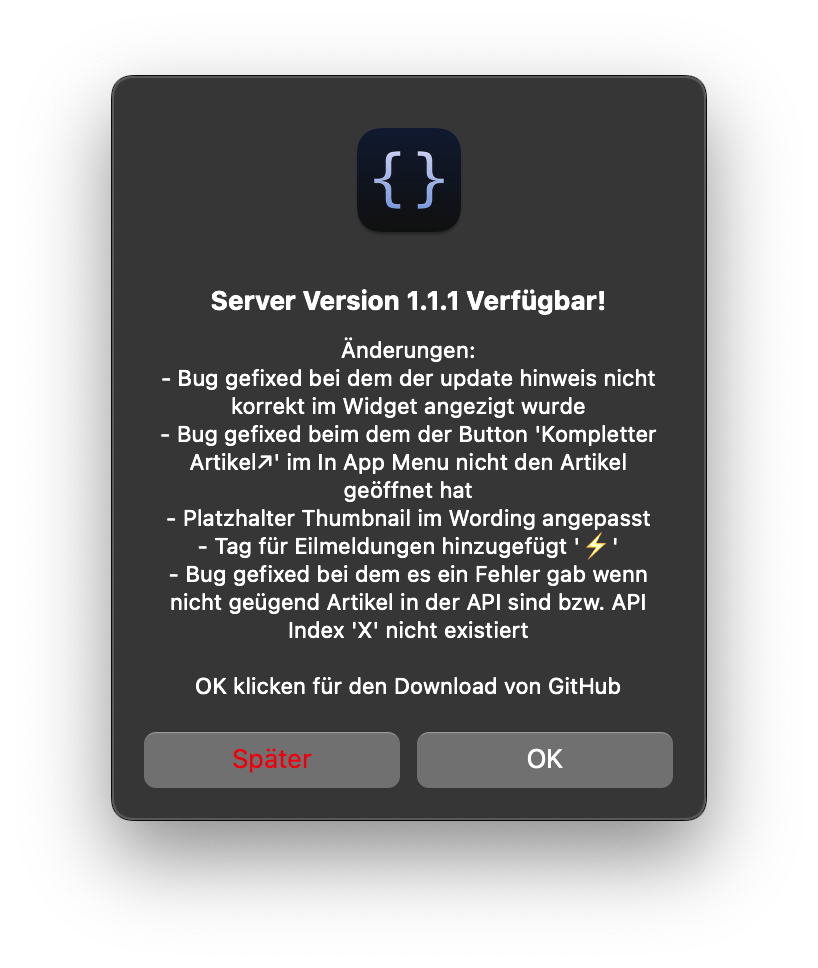 {}
Server Version 1.1.1 Verfügbar!
Änderungen:
- Bug gefixed bei dem der update hinweis nicht
korrekt im Widget angezigt wurde
- Bug gefixed beim dem der Button 'Kompletter
Artikel↗' im In App Menu nicht den Artikel
geöffnet hat
- Platzhalter Thumbnail im Wording angepasst
- Tag für Eilmeldungen hinzugefügt '⚡'
- Bug gefixed bei dem es ein Fehler gab wenn
nicht geügend Artikel in der API sind bzw. API
Index 'X' nicht existiert
OK klicken für den Download von GitHub
Später
OK